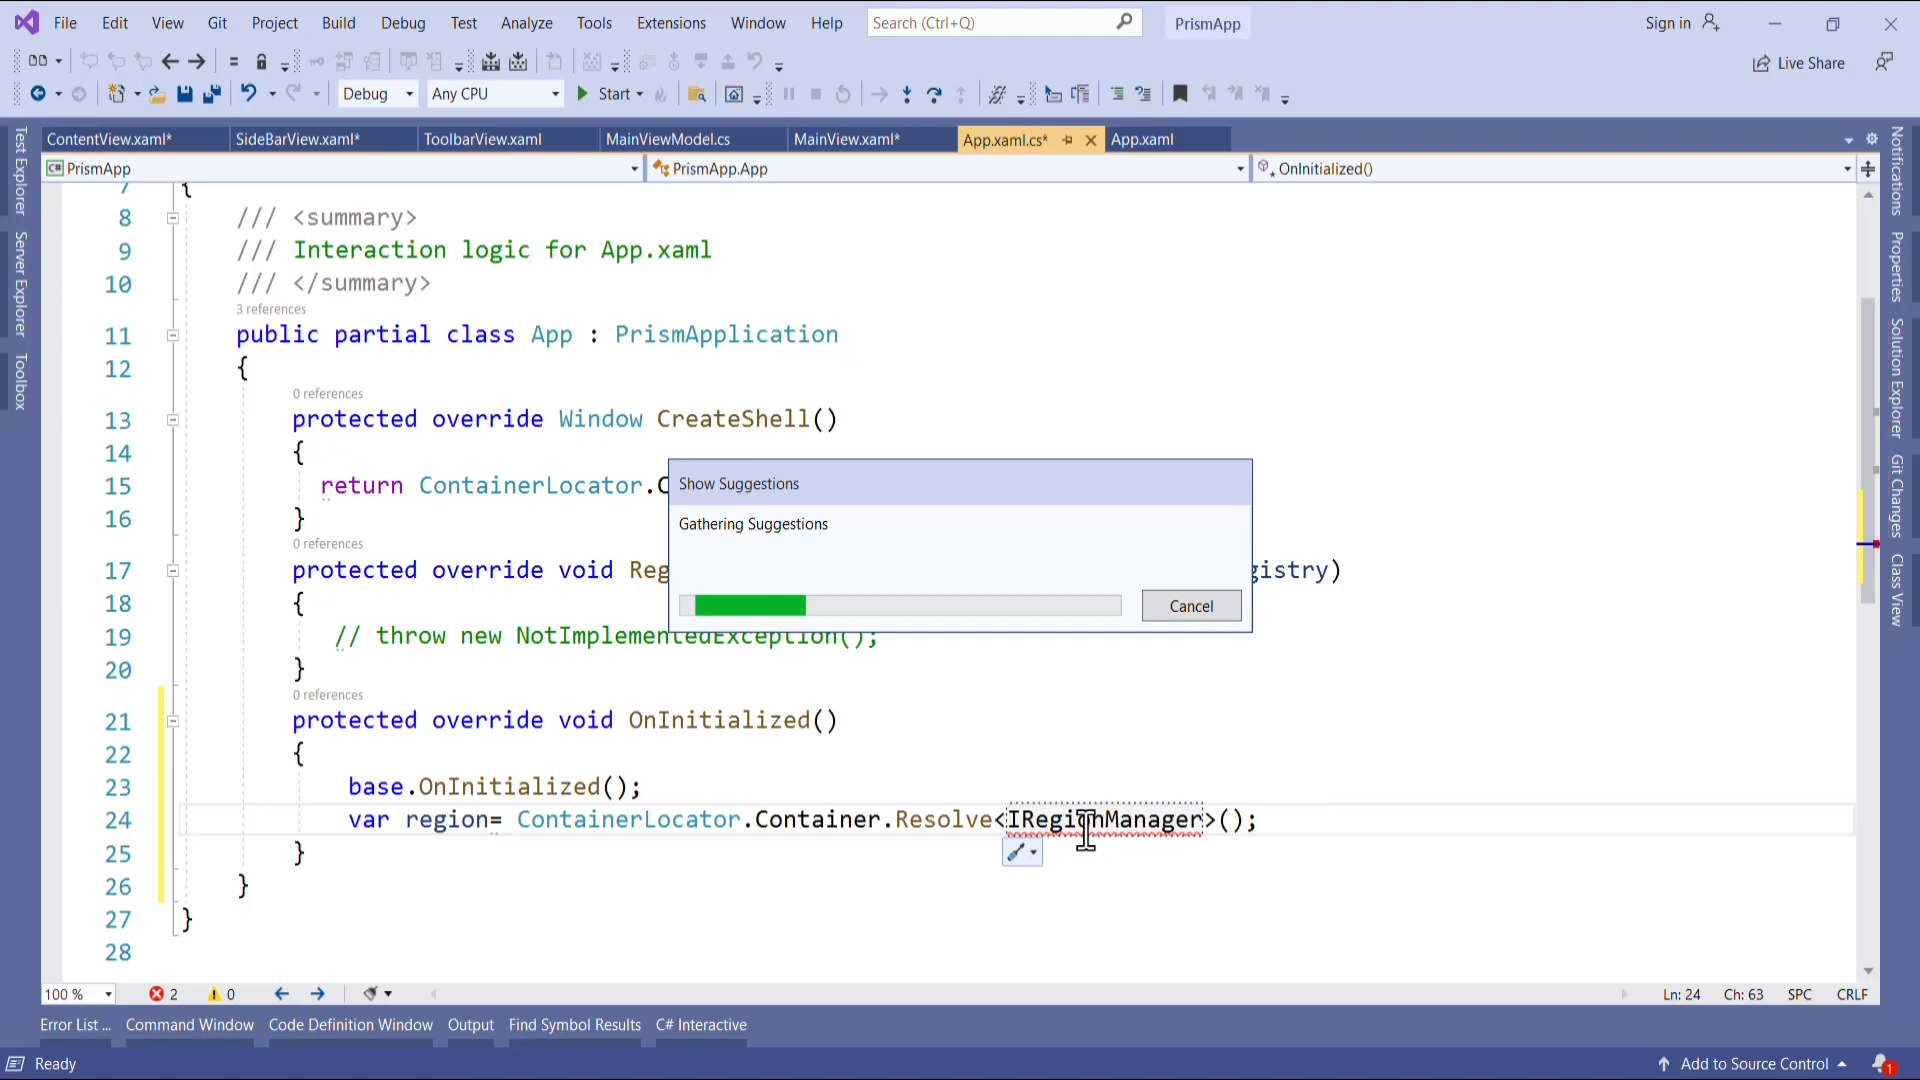 File Edit View Git Project Build Debug Test Analyze Tools Extensions Window Help Search (Ctrl+Q) PrismApp Sign in
Live Share
Debug Any CPU Start
ContentView.xaml* SideBarView.xaml* ToolbarView.xaml MainViewModel.cs MainView.xaml* App.xaml.cs* App.xaml
C# PrismApp PrismApp.App OnInitialized()
7 {
8 /// <summary>
9 /// Interaction logic for App.xaml
10 /// </summary>
3 references
11 public partial class App : PrismApplication
12 {
0 references
13 protected override Window CreateShell()
14 {
15 return ContainerLocator.C
16 }
0 references
17 protected override void Reg gistry)
18 {
19 // throw new NotImplementedException();
20 }
0 references
21 protected override void OnInitialized()
22 {
23 base.OnInitialized();
24 var region= ContainerLocator.Container.Resolve<IRegionManager>();
25 }
26 }
27 }
28
Show Suggestions
Gathering Suggestions
Cancel
Test Explorer
Server Explorer
Toolbox
Notifications
Properties
Solution Explorer
Git Changes
Class View
100 % 2 0 Ln: 24 Ch: 63 SPC CRLF
Error List ... Command Window Code Definition Window Output Find Symbol Results C# Interactive
Ready Add to Source Control 1